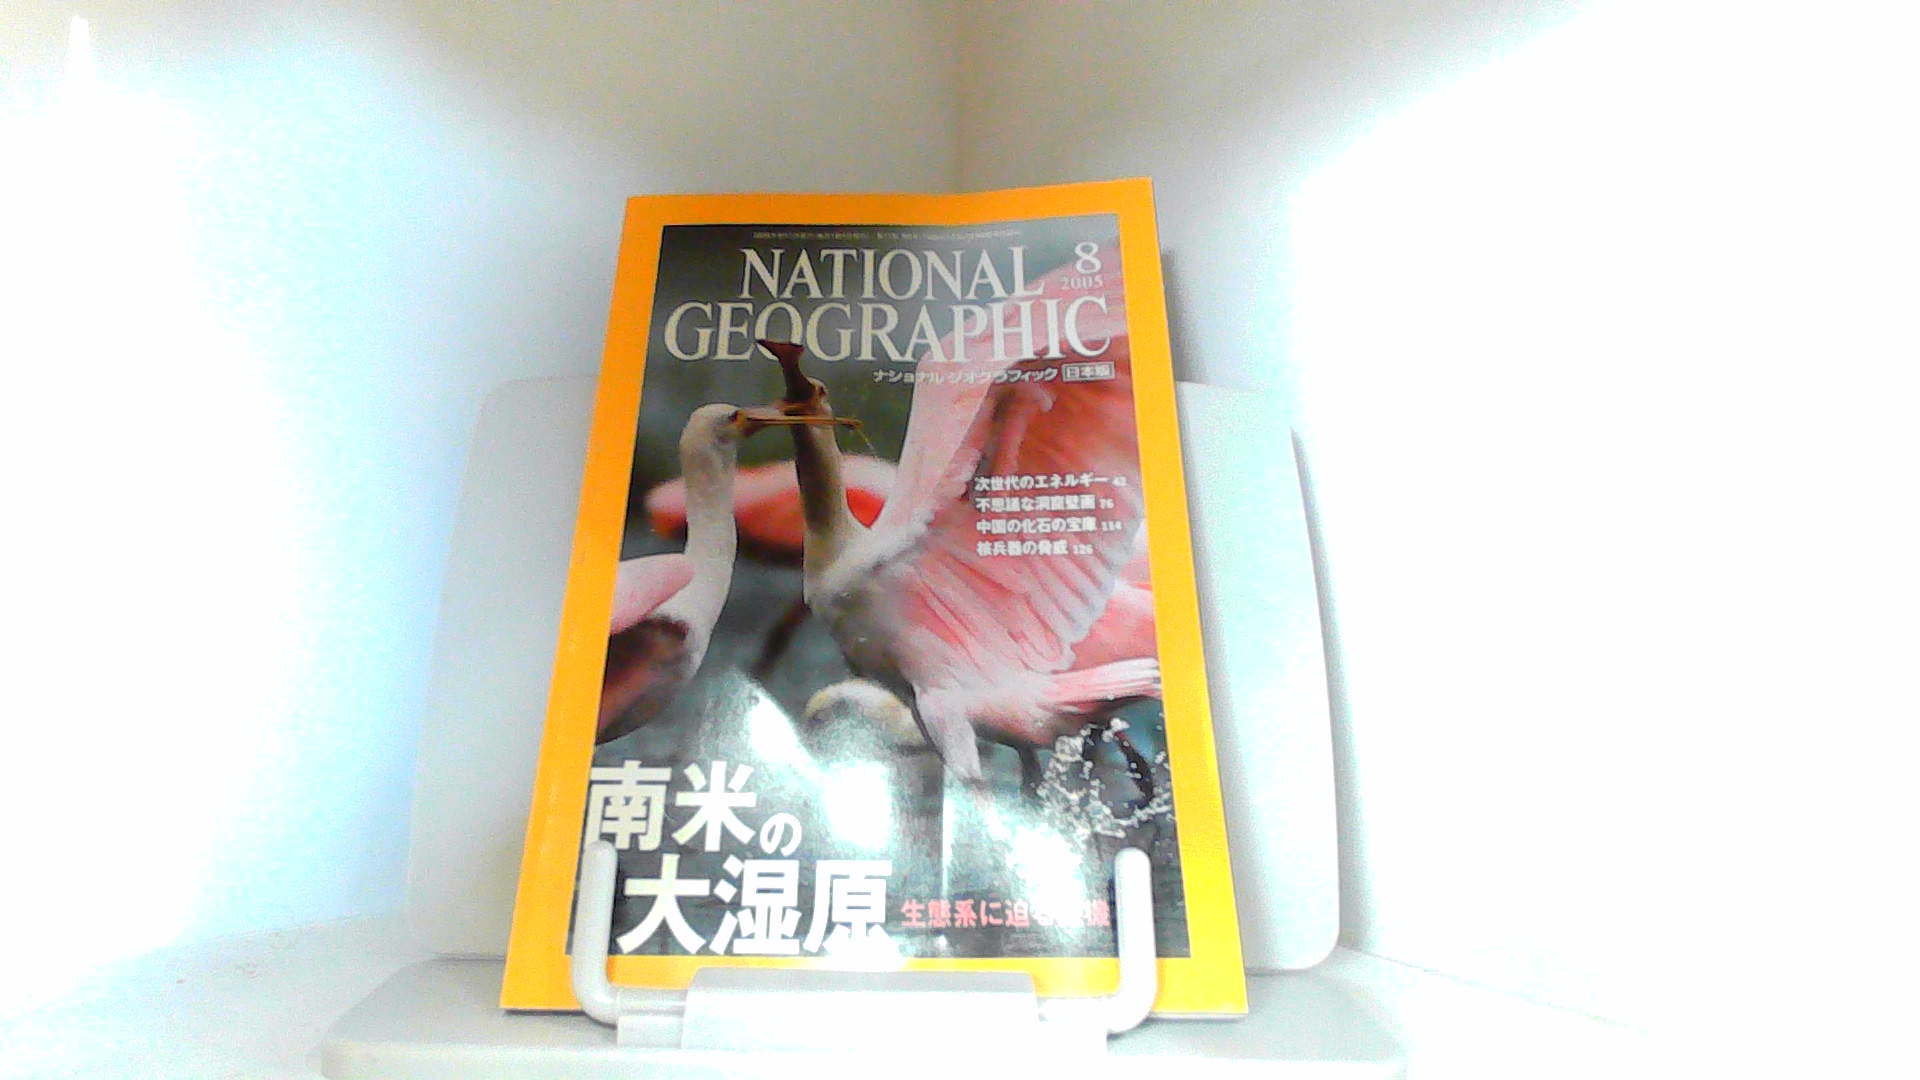 NATIONAL
8
2005
GEOGRAPHIC
ナショナル ジオグラフィック 日本版
次世代のエネルギー 42
不思議な洞窟壁画 76
中国の化石の宝庫 114
核兵器の脅威 126
南米の
大湿原
生態系に迫る 機